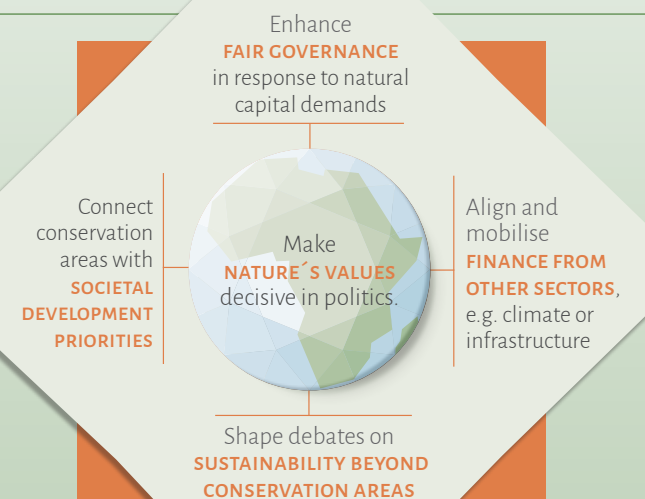 Enhance
FAIR GOVERNANCE
in response to natural
capital demands
Connect
conservation
areas with
SOCIETAL
DEVELOPMENT
PRIORITIES
Make
NATURE´S VALUES
decisive in politics.
Align and
mobilise
FINANCE FROM
OTHER SECTORS,
e.g. climate or
infrastructure
Shape debates on
SUSTAINABILITY BEYOND
CONSERVATION AREAS